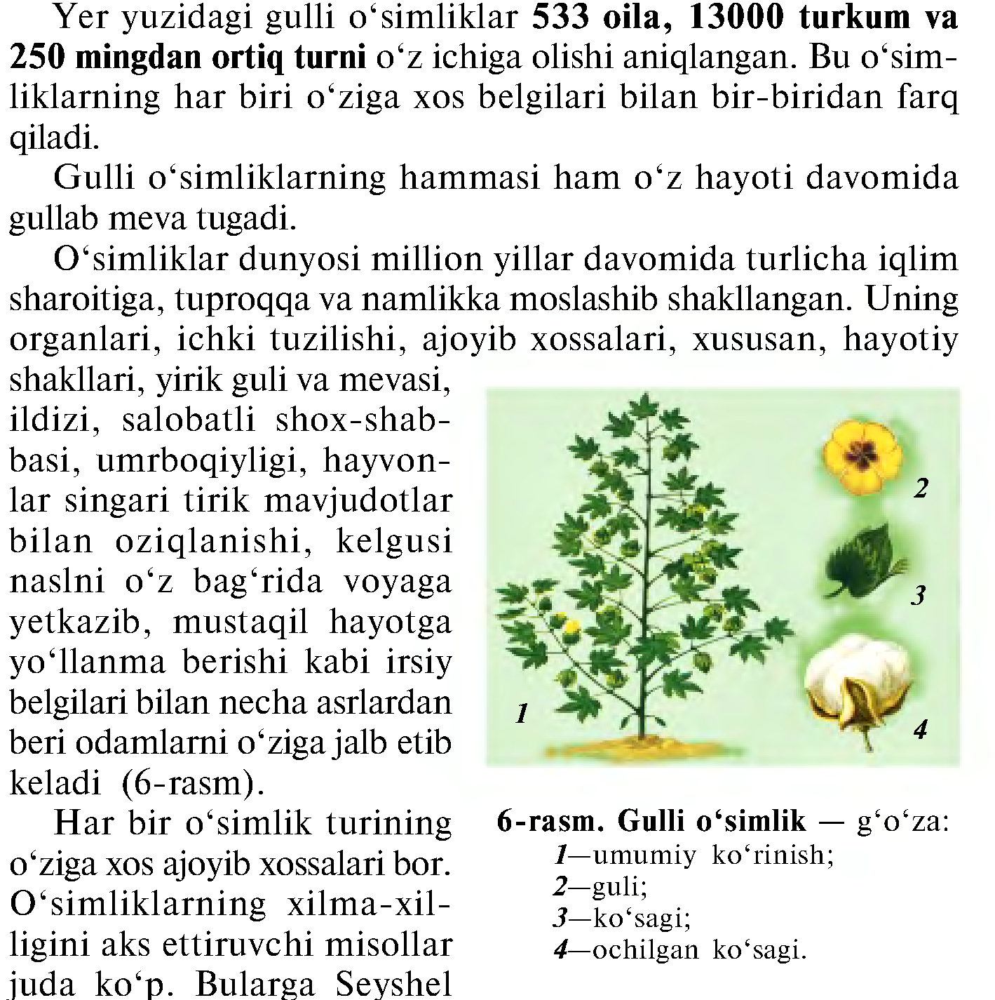 Yer yuzidagi gulli o‘simliklar 533 oila, 13000 turkum va
250 mingdan ortiq turni o‘z ichiga olishi aniqlangan. Bu o‘sim-
liklarning har biri o‘ziga xos belgilari bilan bir-biridan farq
qiladi.
Gulli o‘simliklarning hammasi ham o‘z hayoti davomida
gullab meva tugadi.
O‘simliklar dunyosi million yillar davomida turlicha iqlim
sharoitiga, tuproqqa va namlikka moslashib shakllangan. Uning
organlari, ichki tuzilishi, ajoyib xossalari, xususan, hayotiy
shakllari, yirik guli va mevasi,
ildizi, salobatli shox-shab-
basi, umrboqiyligi, hayvon-
lar singari tirik mavjudotlar
bilan oziqlanishi, kelgusi
naslni o‘z bag‘rida voyaga
yetkazib, mustaqil hayotga
yo‘llanma berishi kabi irsiy
belgilari bilan necha asrlardan
beri odamlarni o‘ziga jalb etib
keladi (6-rasm).
Har bir o‘simlik turining
o‘ziga xos ajoyib xossalari bor.
O‘simliklarning xilma-xil-
ligini aks ettiruvchi misollar
juda ko‘p. Bularga Seyshel
1
2
3
4
6-rasm. Gulli o‘simlik — g‘o‘za:
1—umumiy ko‘rinish;
2—guli;
3—ko‘sagi;
4—ochilgan ko‘sagi.